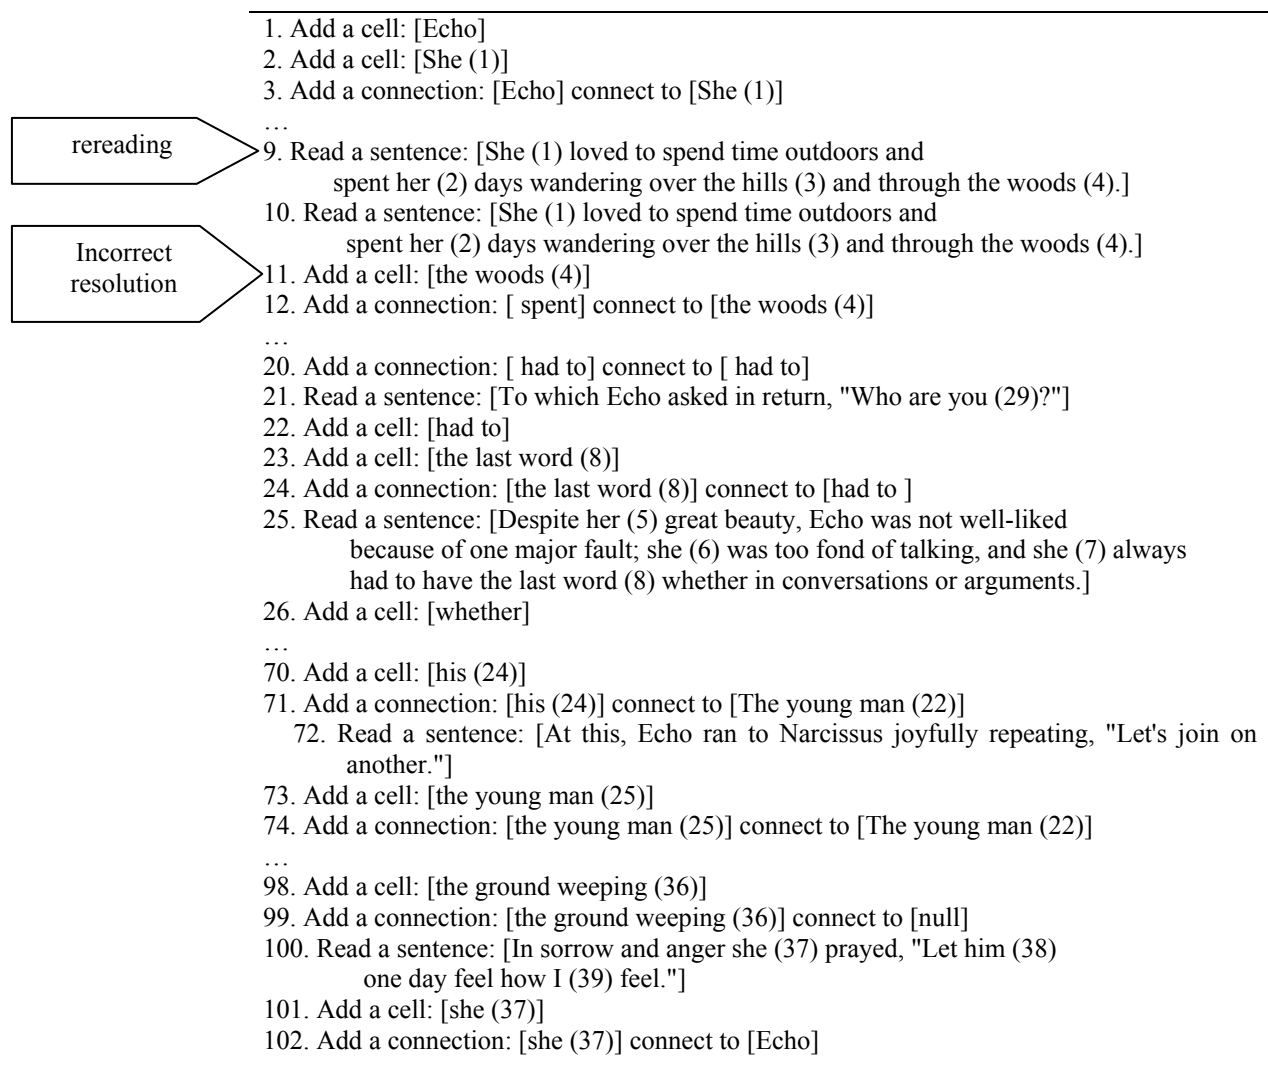 1. Add a cell: [Echo]
2. Add a cell: [She (1)]
3. Add a connection: [Echo] connect to [She (1)]
…
rereading
9. Read a sentence: [She (1) loved to spend time outdoors and
spent her (2) days wandering over the hills (3) and through the woods (4).]
10. Read a sentence: [She (1) loved to spend time outdoors and
spent her (2) days wandering over the hills (3) and through the woods (4).]
Incorrect
resolution
11. Add a cell: [the woods (4)]
12. Add a connection: [ spent] connect to [the woods (4)]
…
20. Add a connection: [ had to] connect to [ had to]
21. Read a sentence: [To which Echo asked in return, "Who are you (29)?"]
22. Add a cell: [had to]
23. Add a cell: [the last word (8)]
24. Add a connection: [the last word (8)] connect to [had to ]
25. Read a sentence: [Despite her (5) great beauty, Echo was not well-liked
because of one major fault; she (6) was too fond of talking, and she (7) always
had to have the last word (8) whether in conversations or arguments.]
26. Add a cell: [whether]
…
70. Add a cell: [his (24)]
71. Add a connection: [his (24)] connect to [The young man (22)]
72. Read a sentence: [At this, Echo ran to Narcissus joyfully repeating, "Let's join on
another."]
73. Add a cell: [the young man (25)]
74. Add a connection: [the young man (25)] connect to [The young man (22)]
…
98. Add a cell: [the ground weeping (36)]
99. Add a connection: [the ground weeping (36)] connect to [null]
100. Read a sentence: [In sorrow and anger she (37) prayed, "Let him (38)
one day feel how I (39) feel."]
101. Add a cell: [she (37)]
102. Add a connection: [she (37)] connect to [Echo]